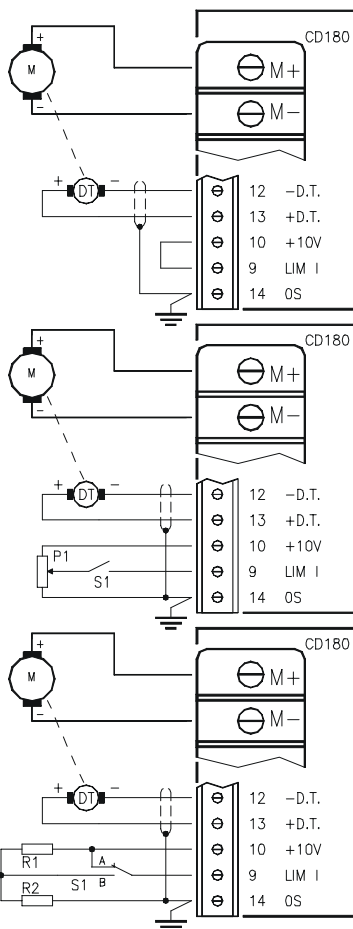 CD180
+
M
M+
-
M-
+ DT -
12 -D.T.
13 +D.T.
10 +10V
9 LIM I
14 0S
CD180
+
M
M+
-
M-
+ DT -
12 -D.T.
13 +D.T.
10 +10V
P1
9 LIM I
S1
14 0S
CD180
+
M
M+
-
M-
+ DT -
12 -D.T.
13 +D.T.
10 +10V
R1 A
9 LIM I
R2 S1 B
14 0S